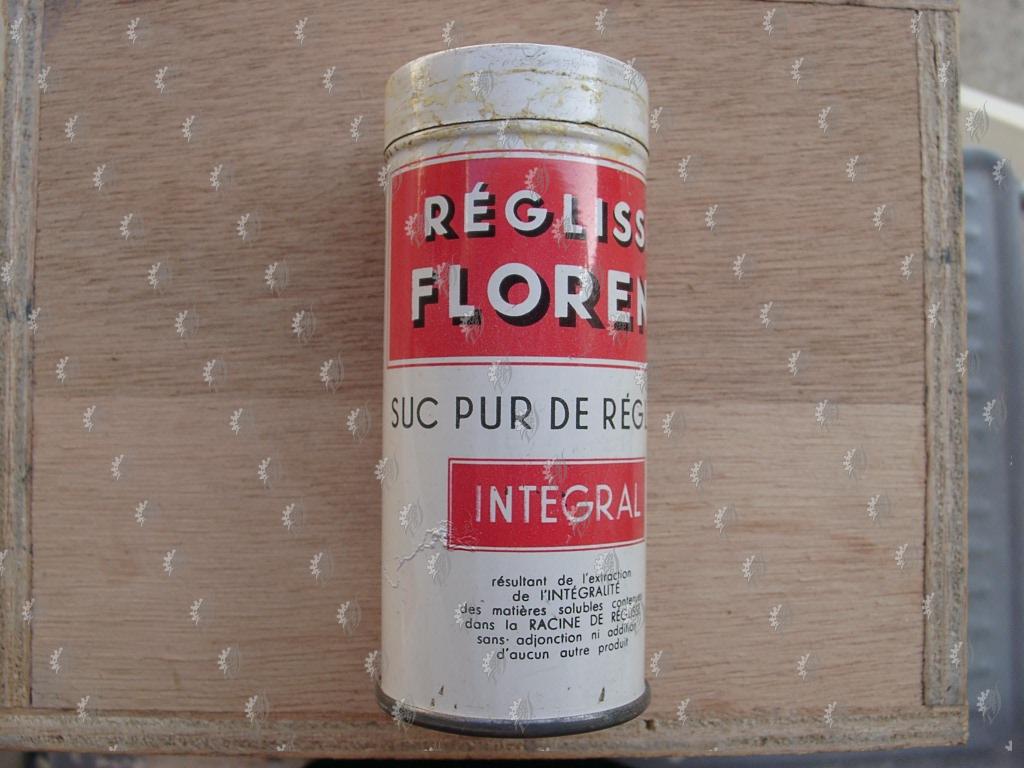 RÉGLISS
FLOREN
SUC PUR DE RÉGL
INTEGRAL
résultant de l'extraction
de l'INTÉGRALITÉ
des matières solubles contenues
dans la RACINE DE RÉGLISSE
sans adjonction ni addition
d'aucun autre produit